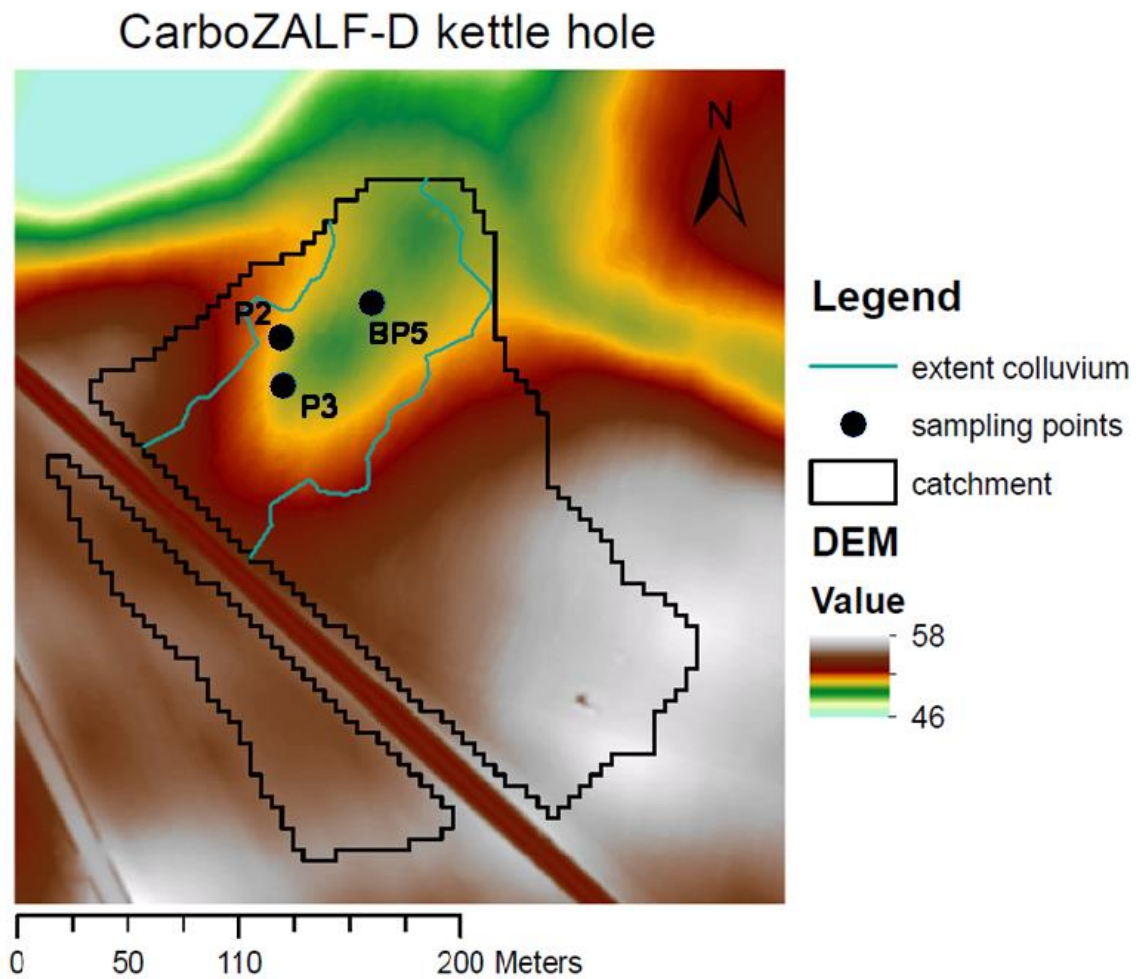 CarboZALF-D kettle hole
N
P2
BP5
P3
Legend
extent colluvium
sampling points
catchment
DEM
Value
58
46
0 50 110 200 Meters